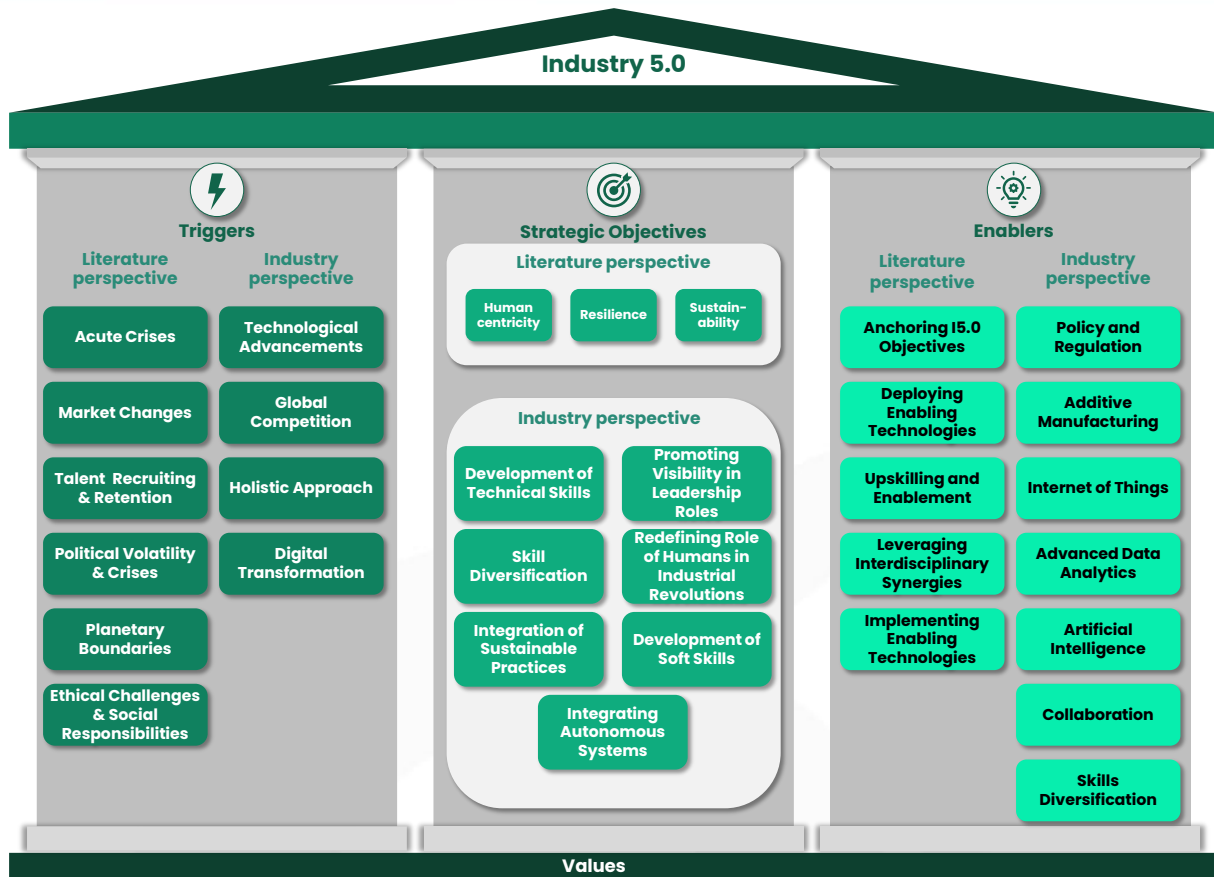 Industry 5.0
Triggers
Literature
perspective
Acute Crises
Market Changes
Talent Recruiting
& Retention
Political Volatility
& Crises
Planetary
Boundaries
Ethical Challenges
& Social
Responsibilities
Industry
perspective
Technological
Advancements
Global
Competition
Holistic Approach
Digital
Transformation
Strategic Objectives
Literature perspective
Human
centricity
Resilience
Sustain-
ability
Industry perspective
Development of
Technical Skills
Promoting
Visibility in
Leadership
Roles
Skill
Diversification
Redefining Role
of Humans in
Industrial
Revolutions
Integration of
Sustainable
Practices
Development of
Soft Skills
Integrating
Autonomous
Systems
Enablers
Literature
perspective
Anchoring I5.0
Objectives
Deploying
Enabling
Technologies
Upskilling and
Enablement
Leveraging
Interdisciplinary
Synergies
Implementing
Enabling
Technologies
Industry
perspective
Policy and
Regulation
Additive
Manufacturing
Internet of Things
Advanced Data
Analytics
Artificial
Intelligence
Collaboration
Skills
Diversification
Values